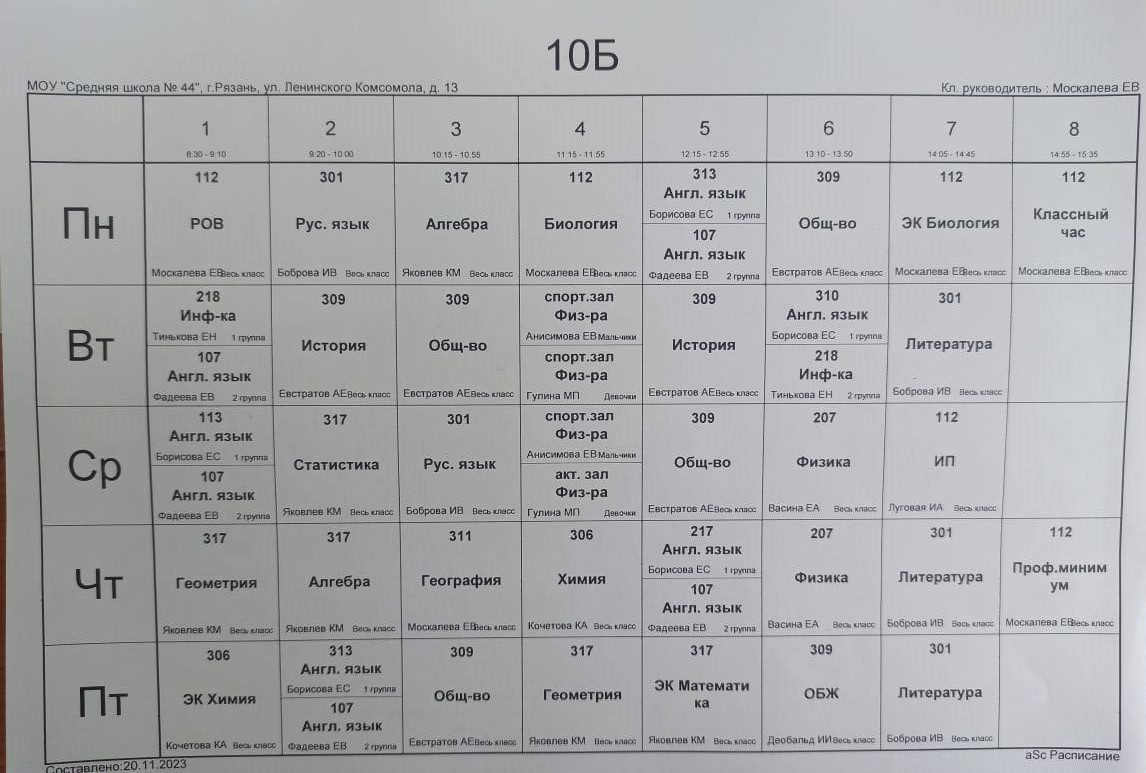 10Б
МОУ "Средняя школа № 44", г.Рязань, ул. Ленинского Комсомола, д. 13
Кл. руководитель : Москалева ЕВ
1 2 3 4 5 6 7 8
8:30 - 9:10 9:20 - 10:00 10:15 - 10:55 11:15 - 11:55 12:15 - 12:55 13:10 - 13:50 14:05 - 14:45 14:55 - 15:35
Пн
112
РОВ
Москалева ЕВ Весь класс
301
Рус. язык
Боброва ИВ Весь класс
317
Алгебра
Яковлев КМ Весь класс
112
Биология
Москалева ЕВ Весь класс
313
Англ. язык
Борисова ЕС 1 группа
107
Англ. язык
Фадеева ЕВ 2 группа
309
Общ-во
Евстратов АЕ Весь класс
112
ЭК Биология
Москалева ЕВ Весь класс
112
Классный
час
Москалева ЕВ Весь класс
Вт
218
Инф-ка
Тинькова ЕН 1 группа
107
Англ. язык
Фадеева ЕВ 2 группа
309
История
Евстратов АЕ Весь класс
309
Общ-во
Евстратов АЕ Весь класс
спорт.зал
Физ-ра
Анисимова ЕВ Мальчики
спорт.зал
Физ-ра
Гулина МП Девочки
309
История
Евстратов АЕ Весь класс
310
Англ. язык
Борисова ЕС 1 группа
218
Инф-ка
Тинькова ЕН 2 группа
301
Литература
Боброва ИВ Весь класс
Ср
113
Англ. язык
Борисова ЕС 1 группа
107
Англ. язык
Фадеева ЕВ 2 группа
317
Статистика
Яковлев КМ Весь класс
301
Рус. язык
Боброва ИВ Весь класс
спорт.зал
Физ-ра
Анисимова ЕВ Мальчики
акт. зал
Физ-ра
Гулина МП Девочки
309
Общ-во
Евстратов АЕ Весь класс
207
Физика
Васина ЕА Весь класс
112
ИП
Луговая ИА Весь класс
Чт
317
Геометрия
Яковлев КМ Весь класс
317
Алгебра
Яковлев КМ Весь класс
311
География
Москалева ЕВ Весь класс
306
Химия
Кочетова КА Весь класс
217
Англ. язык
Борисова ЕС 1 группа
107
Англ. язык
Фадеева ЕВ 2 группа
207
Физика
Васина ЕА Весь класс
301
Литература
Боброва ИВ Весь класс
112
Проф.миним
ум
Москалева ЕВ Весь класс
Пт
306
ЭК Химия
Кочетова КА Весь класс
313
Англ. язык
Борисова ЕС 1 группа
107
Англ. язык
Фадеева ЕВ 2 группа
309
Общ-во
Евстратов АЕ Весь класс
317
Геометрия
Яковлев КМ Весь класс
317
ЭК Математи
ка
Яковлев КМ Весь класс
309
ОБЖ
Деобальд ИИ Весь класс
301
Литература
Боброва ИВ Весь класс
Составлено:20.11.2023
aSc Расписание